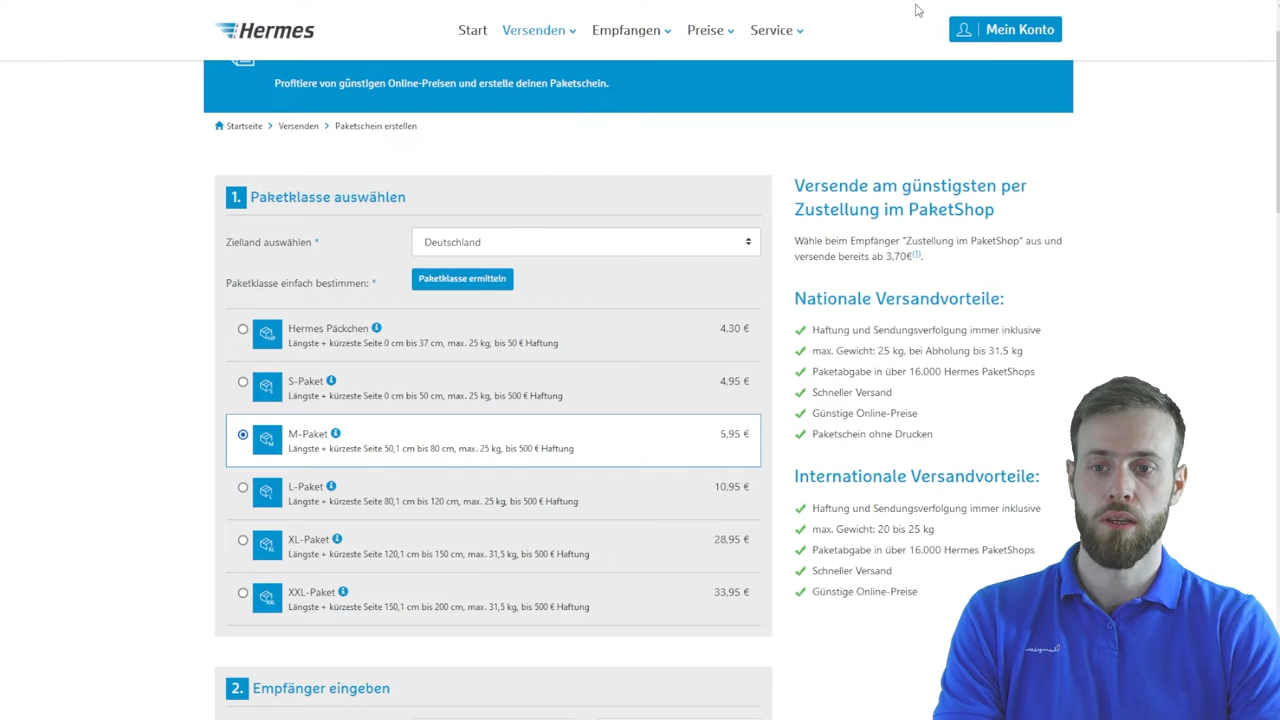 Hermes
Start Versenden Empfangen Preise Service
Mein Konto
Profitiere von günstigen Online-Preisen und erstelle deinen Paketschein.
Startseite > Versenden > Paketschein erstellen
1. Paketklasse auswählen
Zielland auswählen *
Deutschland
Paketklasse einfach bestimmen: *
Paketklasse ermitteln
Hermes Päckchen
4,30 €
Längste + kürzeste Seite 0 cm bis 37 cm, max. 25 kg, bis 50 € Haftung
S-Paket
4,95 €
Längste + kürzeste Seite 0 cm bis 50 cm, max. 25 kg, bis 500 € Haftung
M-Paket
5,95 €
Längste + kürzeste Seite 50,1 cm bis 80 cm, max. 25 kg, bis 500 € Haftung
L-Paket
10,95 €
Längste + kürzeste Seite 80,1 cm bis 120 cm, max. 25 kg, bis 500 € Haftung
XL-Paket
28,95 €
Längste + kürzeste Seite 120,1 cm bis 150 cm, max. 31,5 kg, bis 500 € Haftung
XXL-Paket
33,95 €
Längste + kürzeste Seite 150,1 cm bis 200 cm, max. 31,5 kg, bis 500 € Haftung
2. Empfänger eingeben
Versende am günstigsten per
Zustellung im PaketShop
Wähle beim Empfänger "Zustellung im PaketShop" aus und
versende bereits ab 3,70€(1).
Nationale Versandvorteile:
Haftung und Sendungsverfolgung immer inklusive
max. Gewicht: 25 kg, bei Abholung bis 31,5 kg
Paketabgabe in über 16.000 Hermes PaketShops
Schneller Versand
Günstige Online-Preise
Paketschein ohne Drucken
Internationale Versandvorteile:
Haftung und Sendungsverfolgung immer inklusive
max. Gewicht: 20 bis 25 kg
Paketabgabe in über 16.000 Hermes PaketShops
Schneller Versand
Günstige Online-Preise